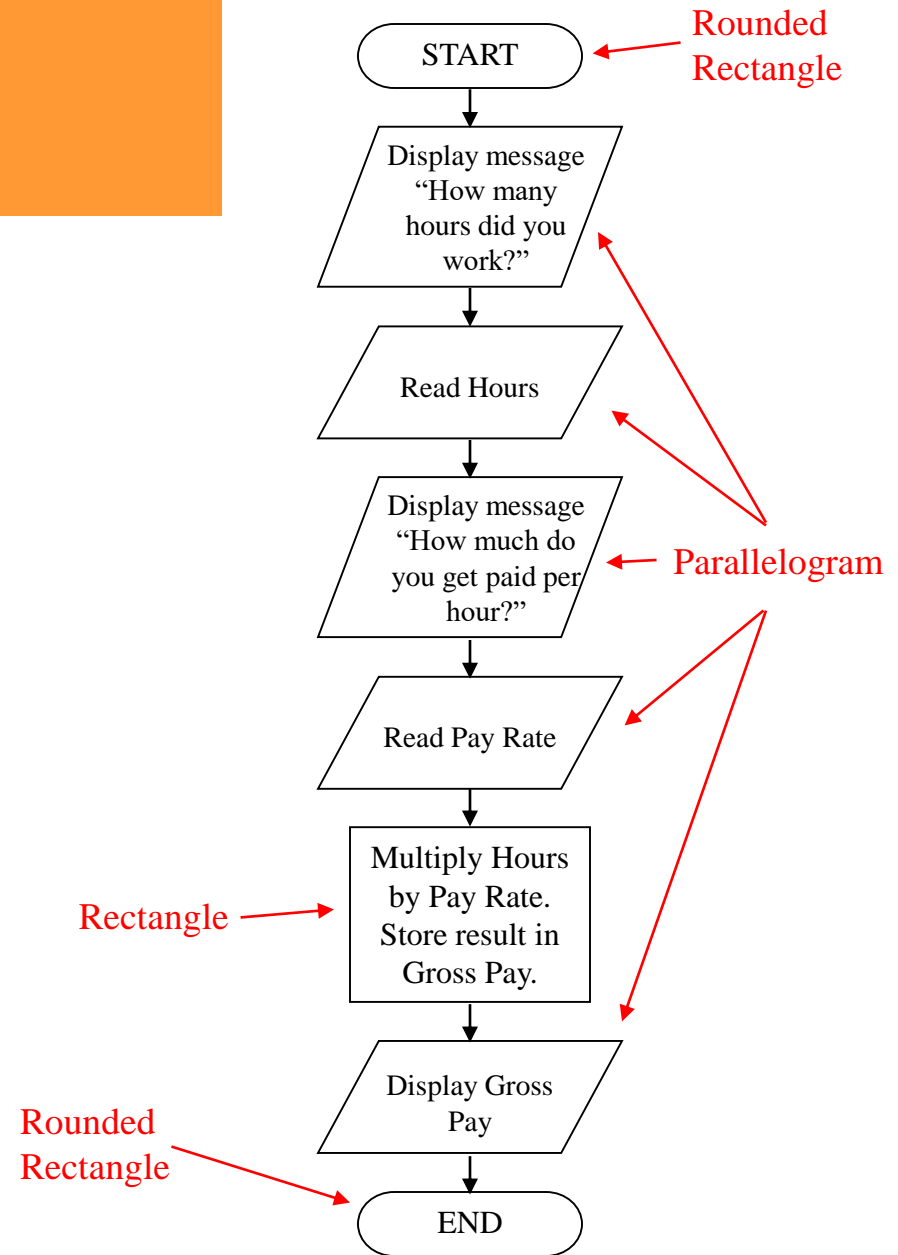 START
Rounded
Rectangle
Display message
“How many
hours did you
work?”
Read Hours
Display message
“How much do
you get paid per
hour?”
Parallelogram
Read Pay Rate
Multiply Hours
by Pay Rate.
Store result in
Gross Pay.
Rectangle
Display Gross
Pay
Rounded
Rectangle
END